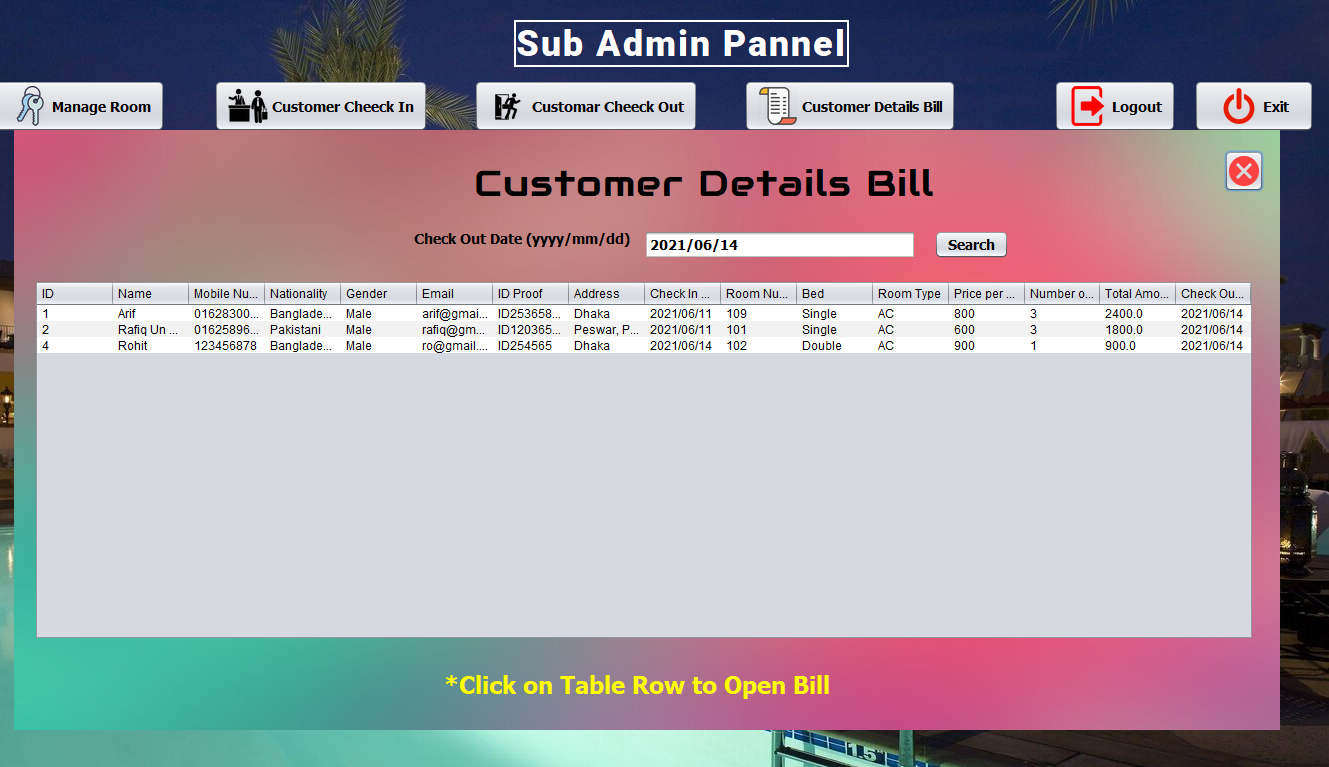 Sub Admin Pannel
Manage Room Customer Cheeck In Customar Cheeck Out Customer Details Bill Logout Exit
Customer Details Bill
Check Out Date (yyyy/mm/dd) 2021/06/14 Search
ID Name Mobile Nu... Nationality Gender Email ID Proof Address Check In ... Room Nu... Bed Room Type Price per ... Number o... Total Amo... Check Ou...
1 Arif 01628300... Banglade... Male arif@gmai... ID253658... Dhaka 2021/06/11 109 Single AC 800 3 2400.0 2021/06/14
2 Rafiq Un ... 01625896... Pakistani Male rafiq@gm... ID120365... Peswar, P... 2021/06/11 101 Single AC 600 3 1800.0 2021/06/14
4 Rohit 123456878 Banglade... Male ro@gmail.... ID254565 Dhaka 2021/06/14 102 Double AC 900 1 900.0 2021/06/14
*Click on Table Row to Open Bill
1.5